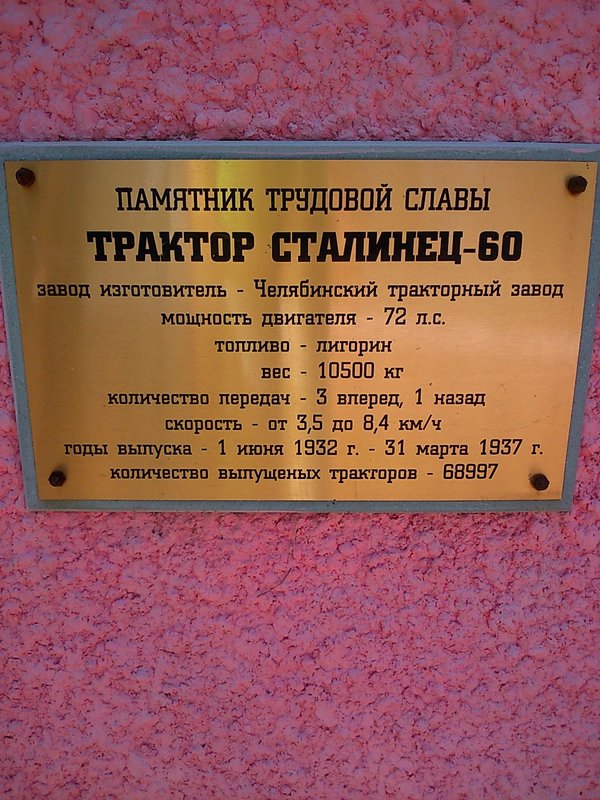 ПАМЯТНИК ТРУДОВОЙ СЛАВЫ
ТРАКТОР СТАЛИНЕЦ-60
завод изготовитель - Челябинский тракторный завод
мощность двигателя - 72 л.с.
топливо - лигорин
вес - 10500 кг
количество передач - 3 вперед, 1 назад
скорость - от 3,5 до 8,4 км/ч
годы выпуска - 1 июня 1932 г. - 31 марта 1937 г.
количество выпущеных тракторов - 68997